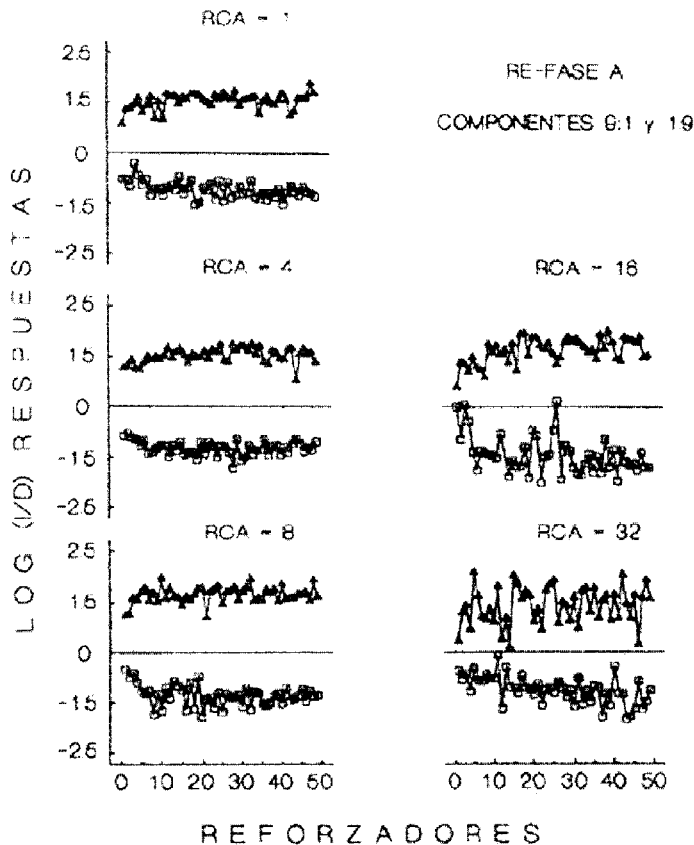 RCA = 1
RE-FASE A
COMPONENTES 9:1 y 1:9
LOG (I/D) RESPUESTAS
2.5
1.5
0
-1.5
-2.5
RCA = 4
2.5
1.5
0
-1.5
-2.5
RCA = 16
RCA = 8
2.5
1.5
0
-1.5
-2.5
RCA = 32
0 10 20 30 40 50
0 10 20 30 40 50
REFORZADORES